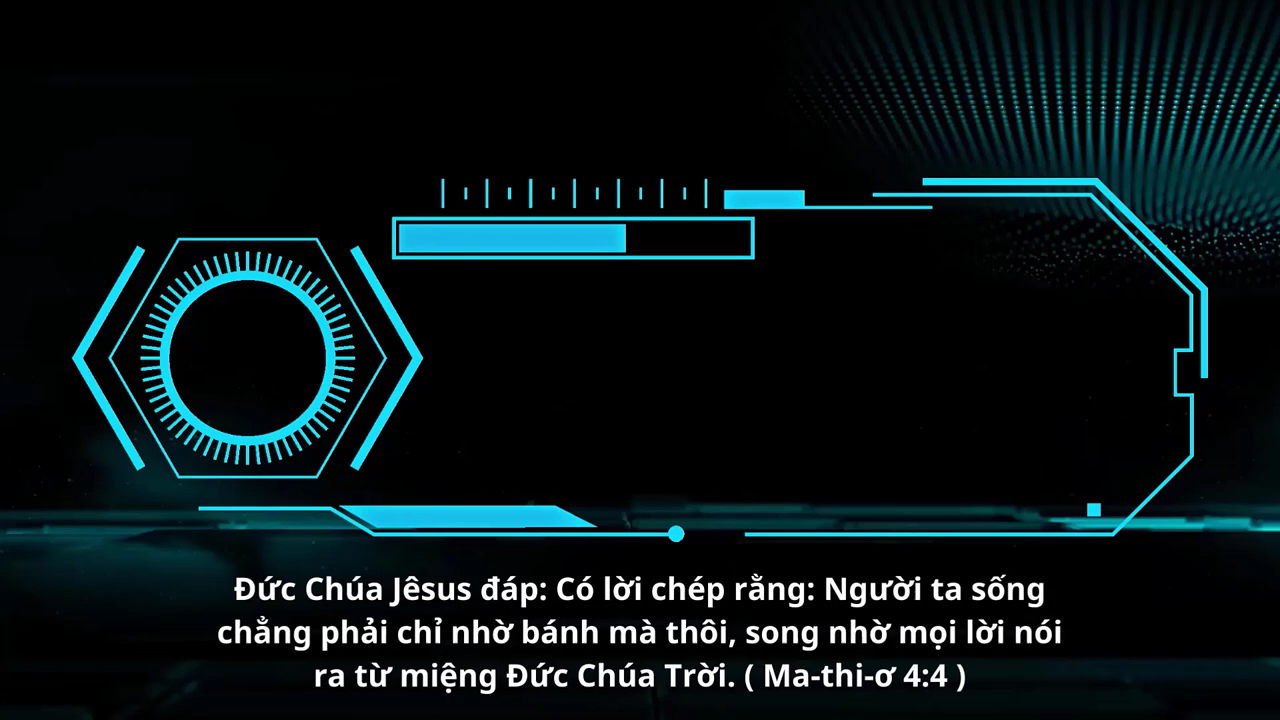 Đức Chúa Jêsus đáp: Có lời chép rằng: Người ta sống
chẳng phải chỉ nhờ bánh mà thôi, song nhờ mọi lời nói
ra từ miệng Đức Chúa Trời. ( Ma-thi-ơ 4:4 )